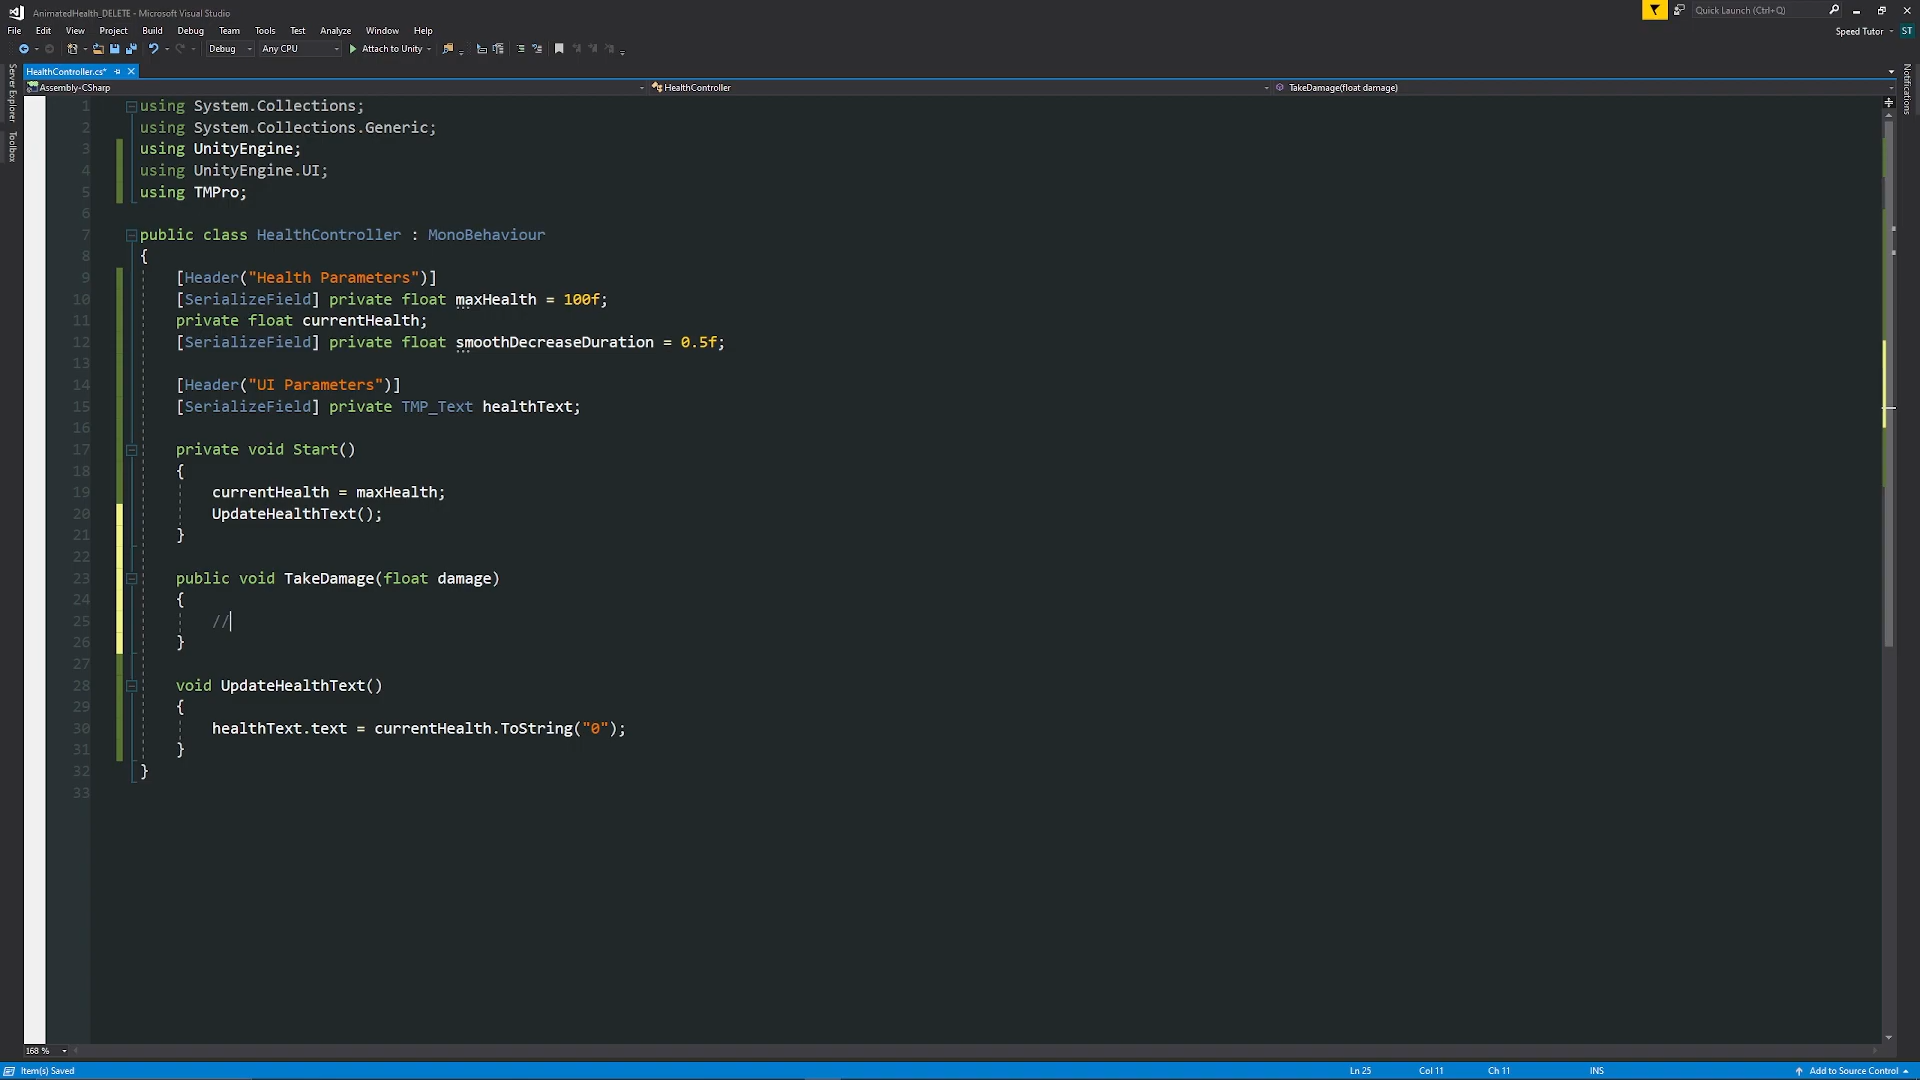 AnimatedHealth_DELETE - Microsoft Visual Studio
Quick Launch (Ctrl+Q)
File Edit View Project Build Debug Team Tools Test Analyze Window Help
Speed Tutor ST
Debug Any CPU Attach to Unity
HealthController.cs*
Assembly-CSharp HealthController TakeDamage(float damage)
Server Explorer
Toolbox
Notifications
1 using System.Collections;
2 using System.Collections.Generic;
3 using UnityEngine;
4 using UnityEngine.UI;
5 using TMPro;
6
7 public class HealthController : MonoBehaviour
8 {
9 [Header("Health Parameters")]
10 [SerializeField] private float maxHealth = 100f;
11 private float currentHealth;
12 [SerializeField] private float smoothDecreaseDuration = 0.5f;
13
14 [Header("UI Parameters")]
15 [SerializeField] private TMP_Text healthText;
16
17 private void Start()
18 {
19 currentHealth = maxHealth;
20 UpdateHealthText();
21 }
22
23 public void TakeDamage(float damage)
24 {
25 //
26 }
27
28 void UpdateHealthText()
29 {
30 healthText.text = currentHealth.ToString("0");
31 }
32 }
33
168 %
Item(s) Saved Ln 25 Col 11 Ch 11 INS Add to Source Control